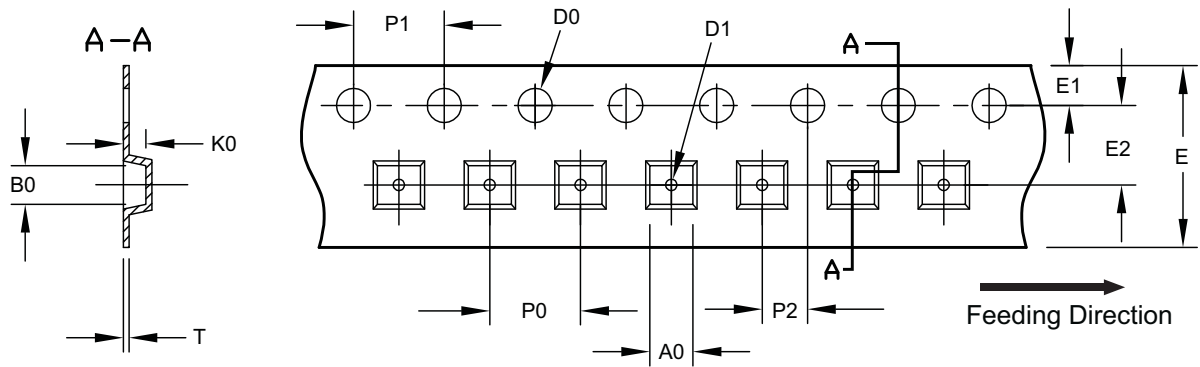 P1
D0
D1
A
A-A
E1
K0
E2
E
B0
A
P0
P2
Feeding Direction
T
A0